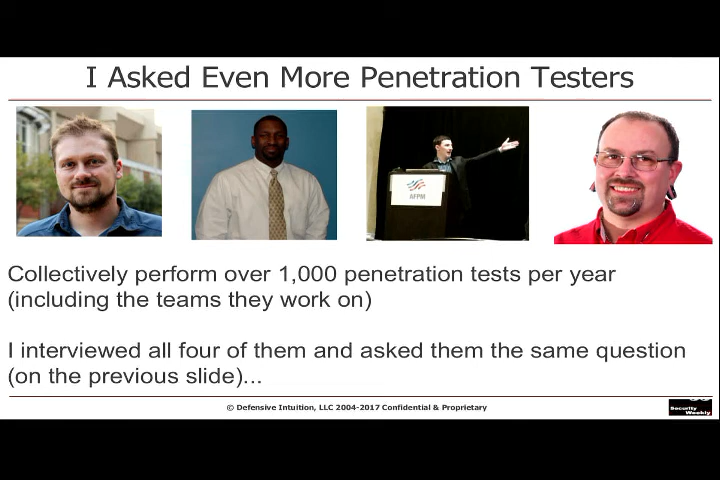 I Asked Even More Penetration Testers
AFPM
Collectively perform over 1,000 penetration tests per year
(including the teams they work on)
I interviewed all four of them and asked them the same question
(on the previous slide)...
© Defensive Intuition, LLC 2004-2017 Confidential & Proprietary
Security
Weekly